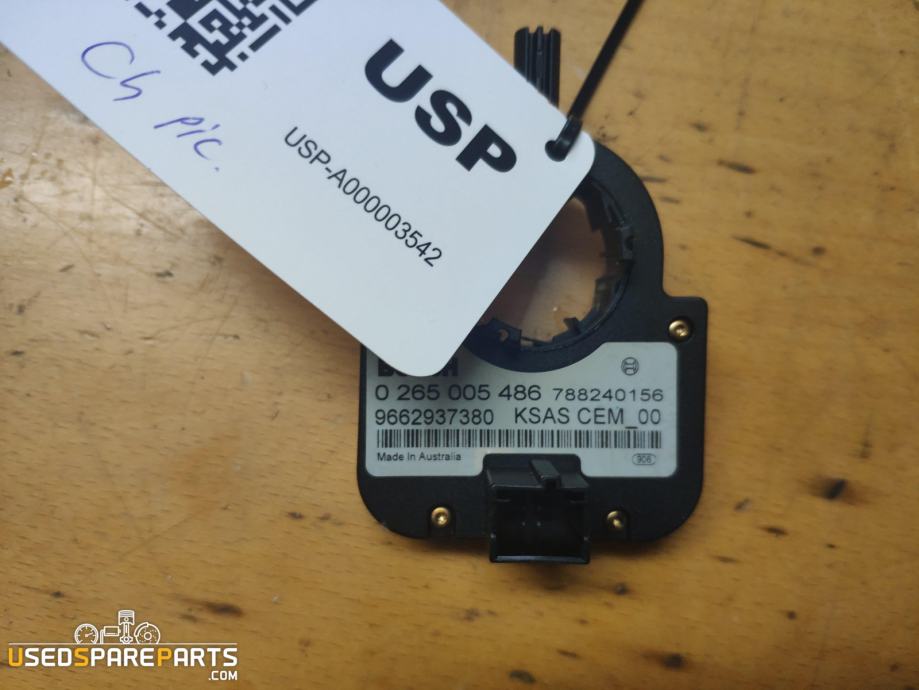 USP
USP-A000003542
pic.
BOSCH
0 265 005 486 788240156
9662937380 KSAS CEM_00
Made In Australia
906
USEDSPAREPARTS
.COM